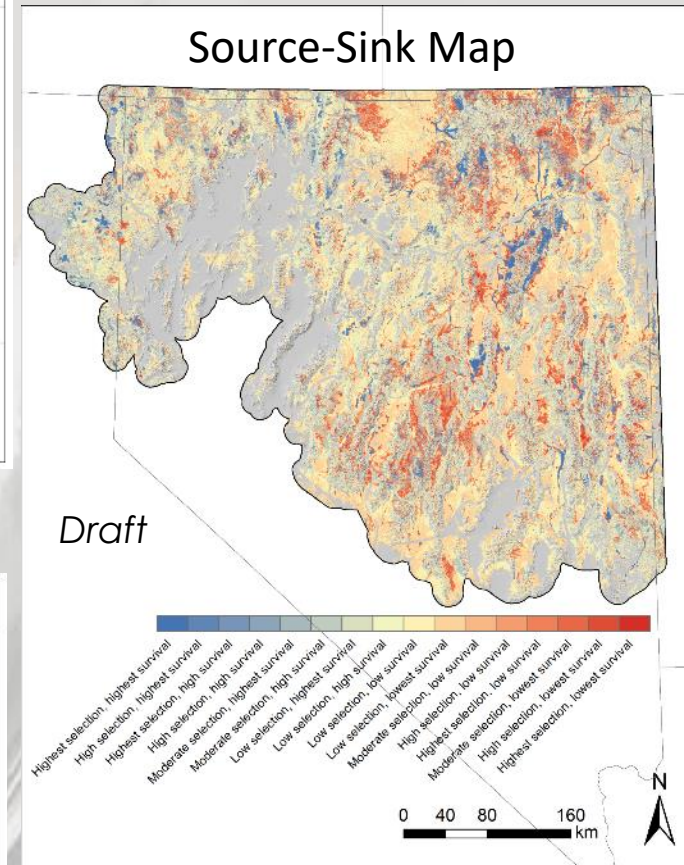 Source-Sink Map
Draft
Highest selection, highest survival
High selection, highest survival
Highest selection, high survival
High selection, high survival
Moderate selection, highest survival
Moderate selection, high survival
Low selection, highest survival
Low selection, high survival
Low selection, low survival
Low selection, lowest survival
Moderate selection, low survival
High selection, low survival
Highest selection, low survival
Moderate selection, lowest survival
High selection, lowest survival
Highest selection, lowest survival
N
0 40 80 160
km